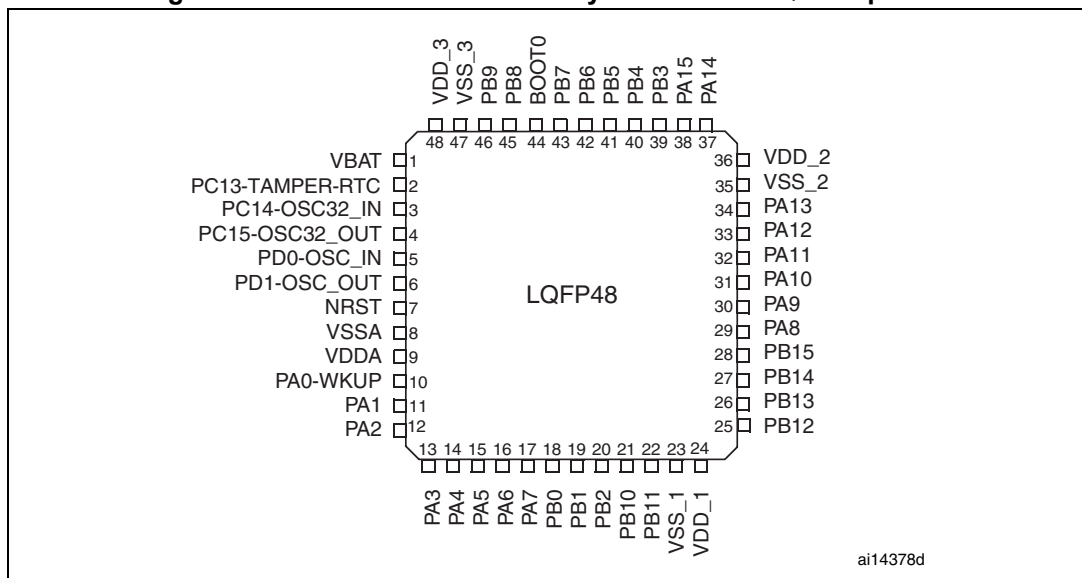 VDD_3
VSS_3
PB9
PB8
BOOT0
PB7
PB6
PB5
PB4
PB3
PA15
PA14
48 47 46 45 44 43 42 41 40 39 38 37
VBAT 1
PC13-TAMPER-RTC 2
PC14-OSC32_IN 3
PC15-OSC32_OUT 4
PD0-OSC_IN 5
PD1-OSC_OUT 6
NRST 7
VSSA 8
VDDA 9
PA0-WKUP 10
PA1 11
PA2 12
LQFP48
36 VDD_2
35 VSS_2
34 PA13
33 PA12
32 PA11
31 PA10
30 PA9
29 PA8
28 PB15
27 PB14
26 PB13
25 PB12
13 14 15 16 17 18 19 20 21 22 23 24
PA3
PA4
PA5
PA6
PA7
PB0
PB1
PB2
PB10
PB11
VSS_1
VDD_1
ai14378d